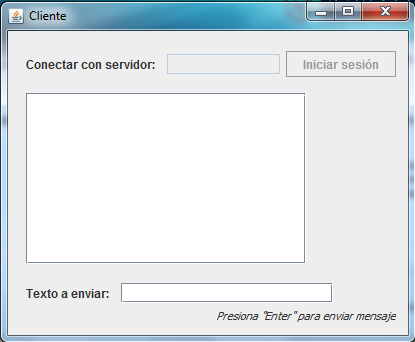 Cliente
Conectar con servidor: Iniciar sesión
Texto a enviar:
Presiona "Enter" para enviar mensaje